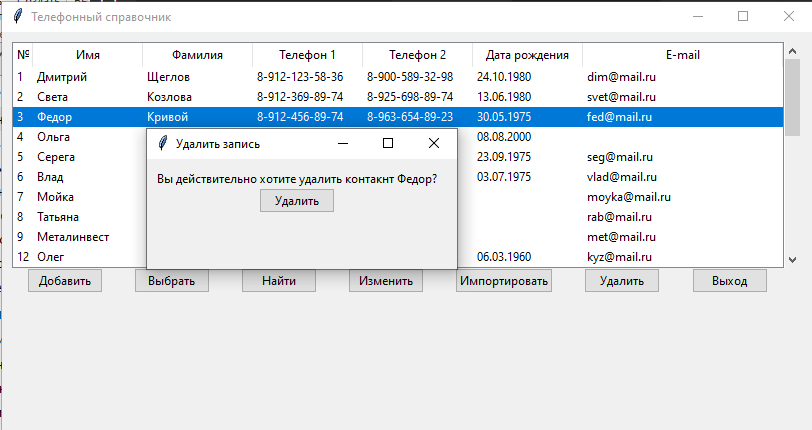 Телефонный справочник
№ Имя Фамилия Телефон 1 Телефон 2 Дата рождения E-mail
1 Дмитрий Щеглов 8-912-123-58-36 8-900-589-32-98 24.10.1980 dim@mail.ru
2 Света Козлова 8-912-369-89-74 8-925-698-89-74 13.06.1980 svet@mail.ru
3 Федор Кривой 8-912-456-89-74 8-963-654-89-23 30.05.1975 fed@mail.ru
4 Ольга 08.08.2000
5 Серега 23.09.1975 seg@mail.ru
6 Влад 03.07.1975 vlad@mail.ru
7 Мойка moyka@mail.ru
8 Татьяна rab@mail.ru
9 Металинвест met@mail.ru
12 Олег 06.03.1960 kyz@mail.ru
Удалить запись
Вы действительно хотите удалить контакнт Федор?
Удалить
Добавить Выбрать Найти Изменить Импортировать Удалить Выход